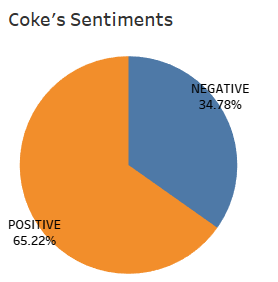 Coke's Sentiments
NEGATIVE
34.78%
POSITIVE
65.22%